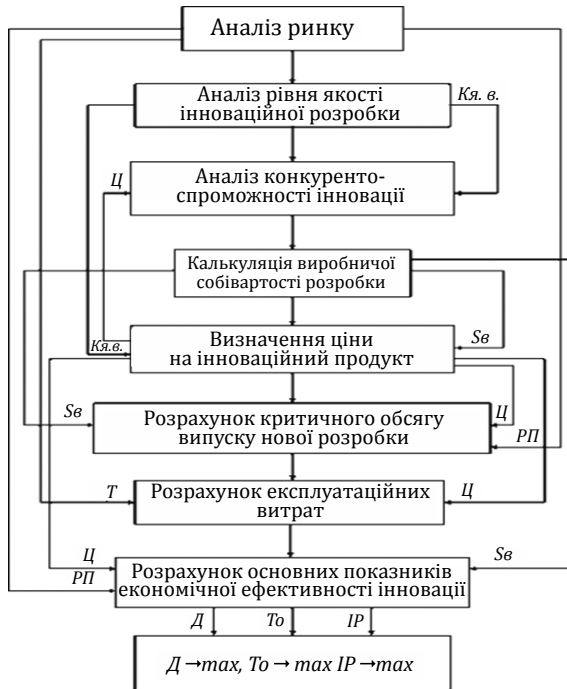 Аналіз ринку
Аналіз рівня якості
інноваційної розробки
Кя. в.
Ц
Аналіз конкуренто-
спроможності інновації
Калькуляція виробничої
собівартості розробки
Кя.в.
Визначення ціни
на інноваційний продукт
Sв
Sв
Розрахунок критичного обсягу
випуску нової розробки
Ц
РП
Т
Розрахунок експлуатаційних
витрат
Ц
Ц
РП
Розрахунок основних показників
економічної ефективності інновації
Sв
Д
То
ІР
Д →max, То → max ІР →max